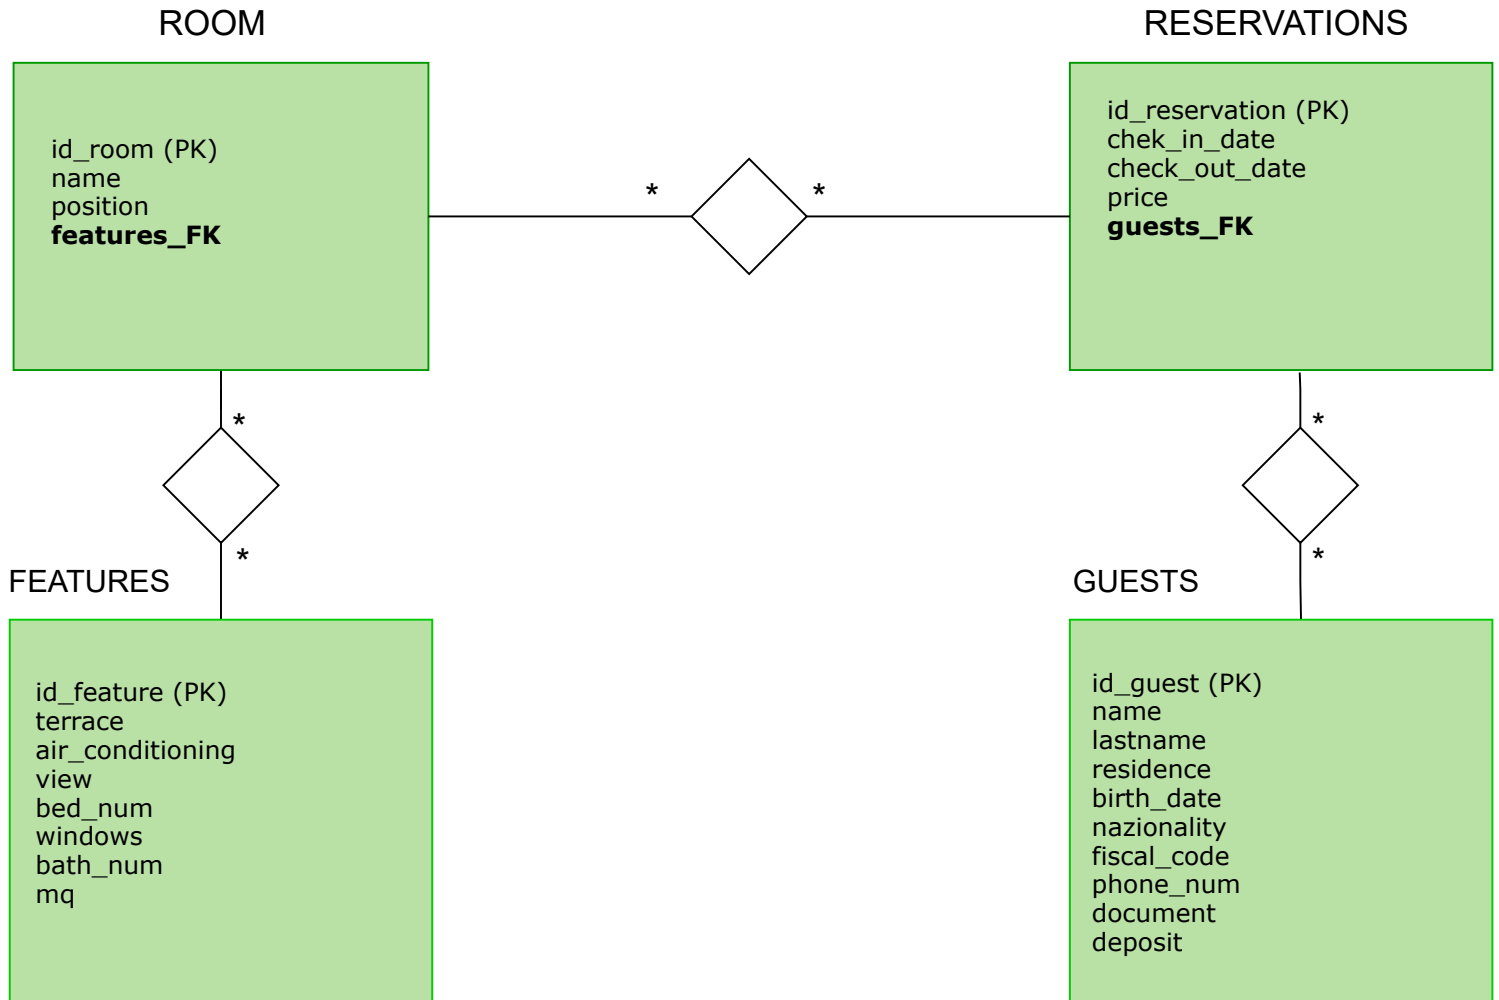 ROOM
id_room (PK)
name
position
features_FK
*
*
RESERVATIONS
id_reservation (PK)
chek_in_date
check_out_date
price
guests_FK
*
*
FEATURES
id_feature (PK)
terrace
air_conditioning
view
bed_num
windows
bath_num
mq
*
*
GUESTS
id_guest (PK)
name
lastname
residence
birth_date
nazionality
fiscal_code
phone_num
document
deposit